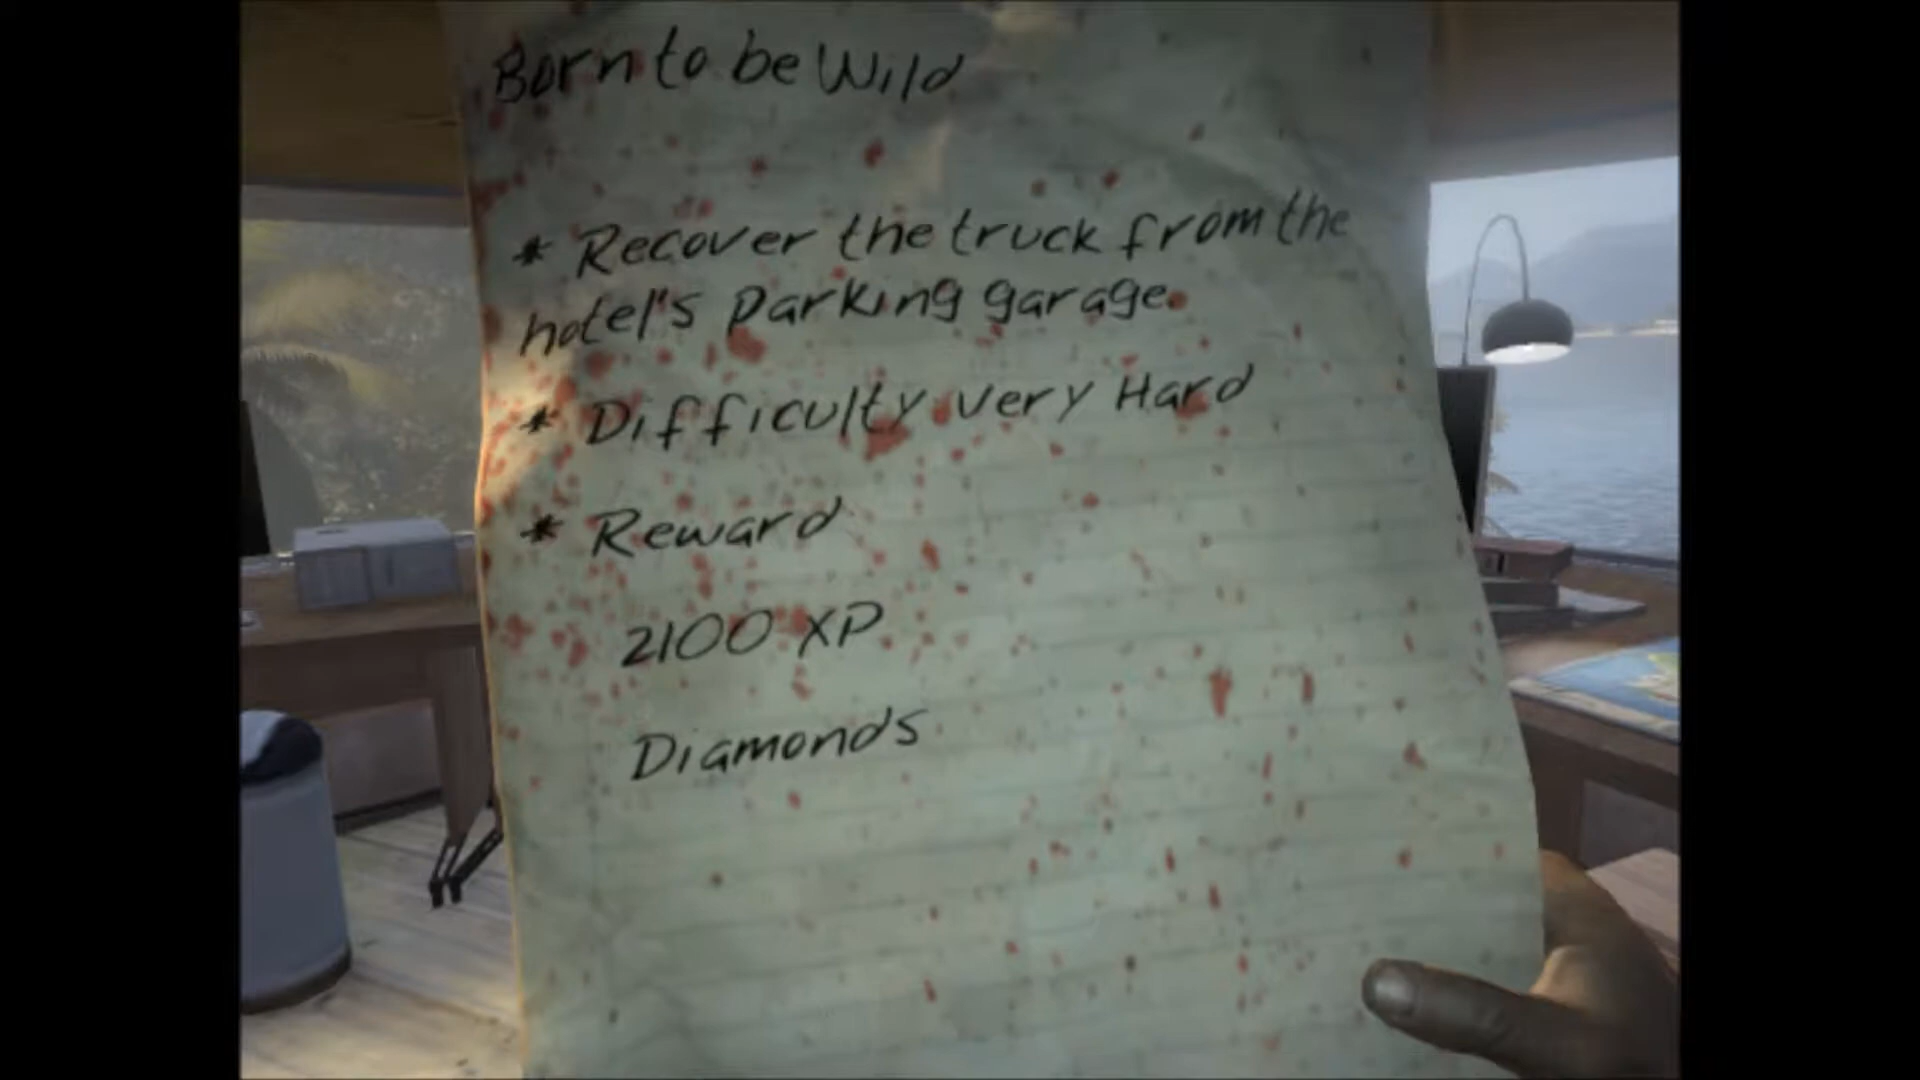 Born to be Wild
* Recover the truck from the
hotel's parking garage.
* Difficulty very Hard
* Reward
2100 XP
Diamonds